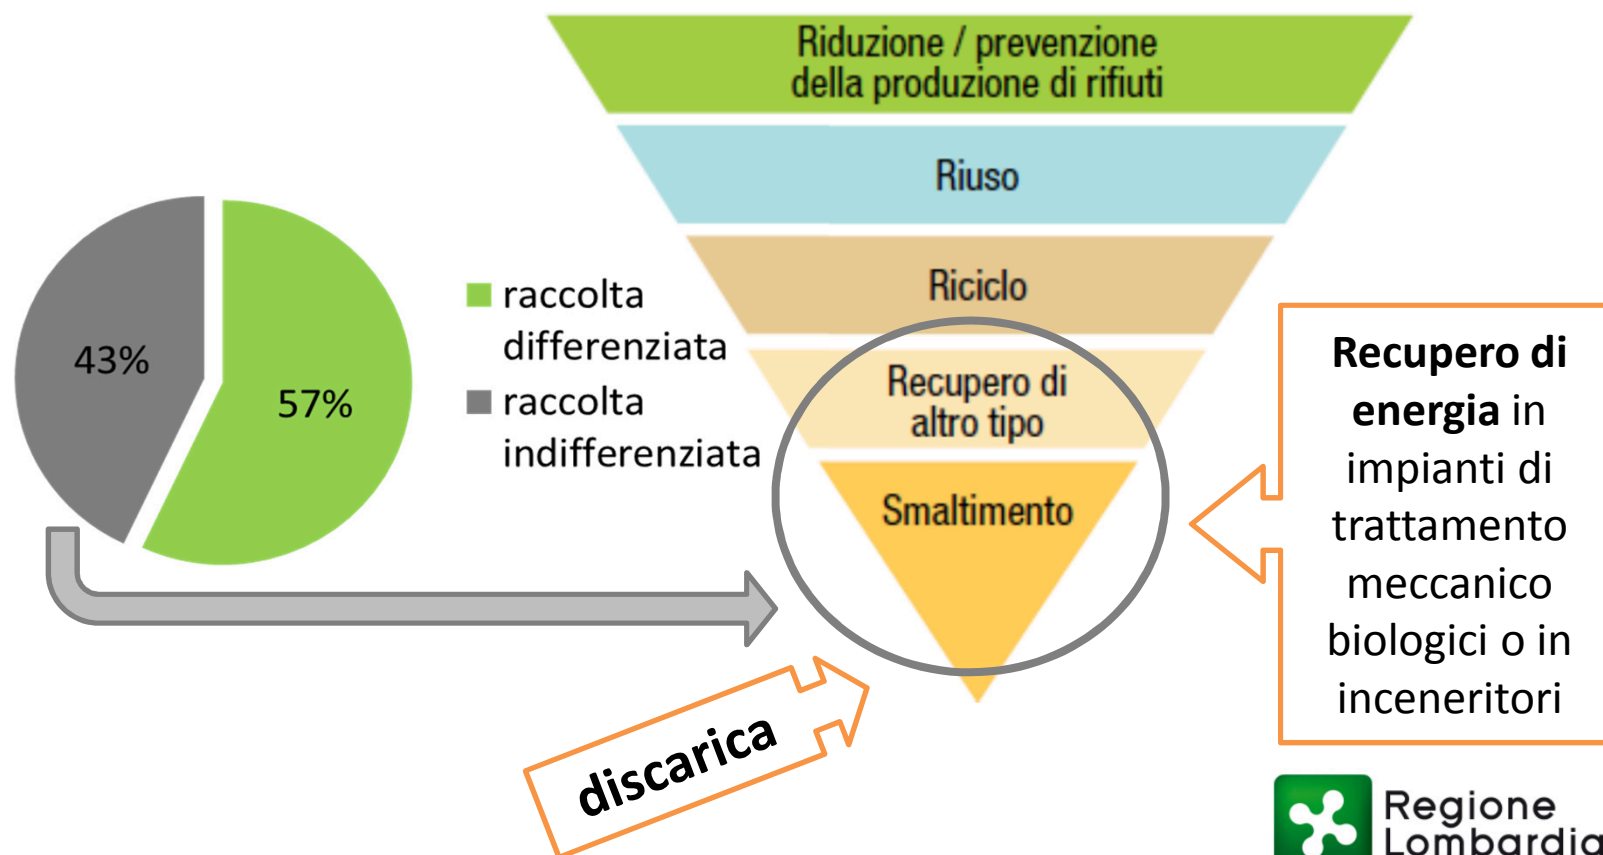 Riduzione / prevenzione
della produzione di rifiuti
Riuso
Riciclo
Recupero di
altro tipo
Smaltimento
43%
57%
raccolta
differenziata
raccolta
indifferenziata
Recupero di
energia in
impianti di
trattamento
meccanico
biologici o in
inceneritori
discarica
Regione
Lombardia